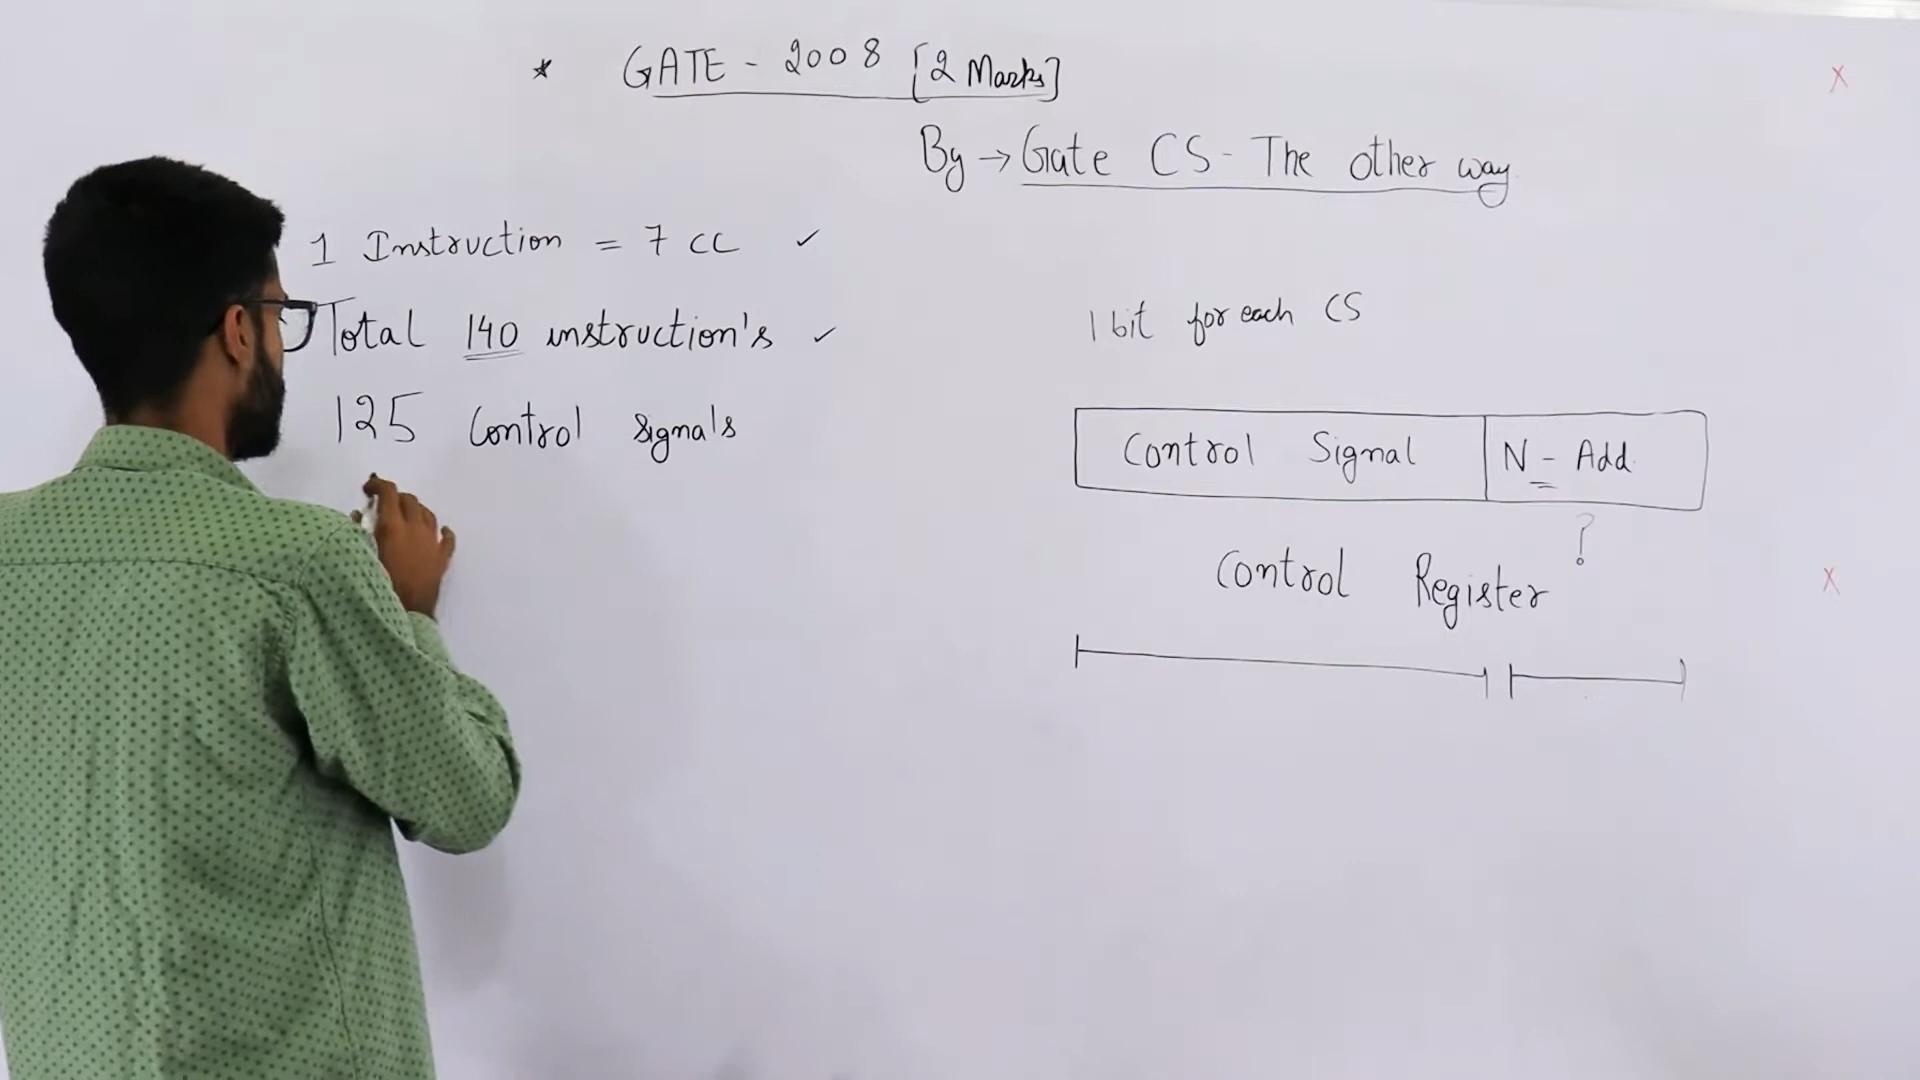 * GATE - 2008 [2 Marks]
By → Gate CS - The other way
1 Instruction = 7 CC ✓
Total 140 instruction's ✓
125 Control Signals
1 bit for each CS
Control Signal N - Add
?
Control Register
X
X